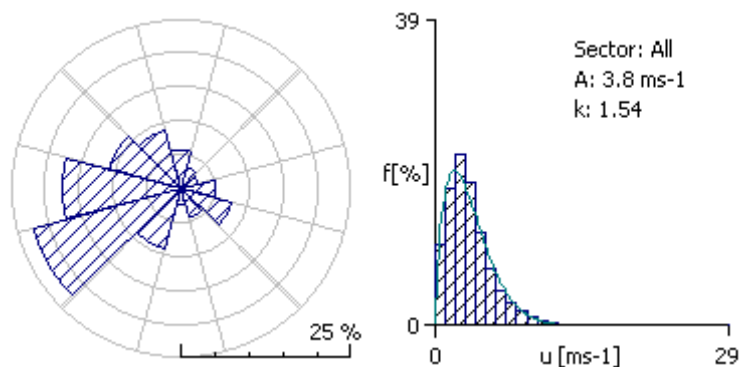 25 %
39
f[%]
0
0
u [ms-1]
29
Sector: All
A: 3.8 ms-1
k: 1.54